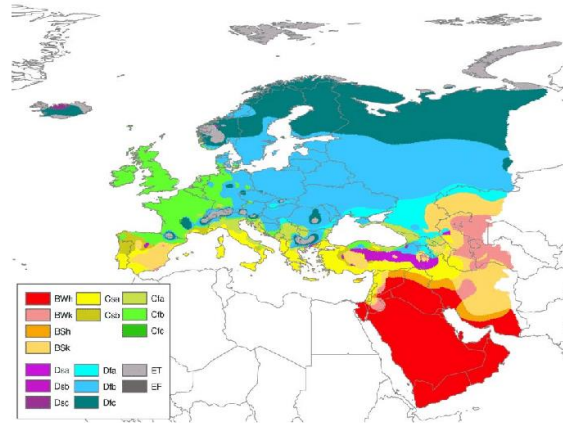 BWh Csa Cfa
BWk Csb Cfb
BSh Cfc
BSk
Dsa Dfa ET
Dsb Dfb EF
Dsc Dfc